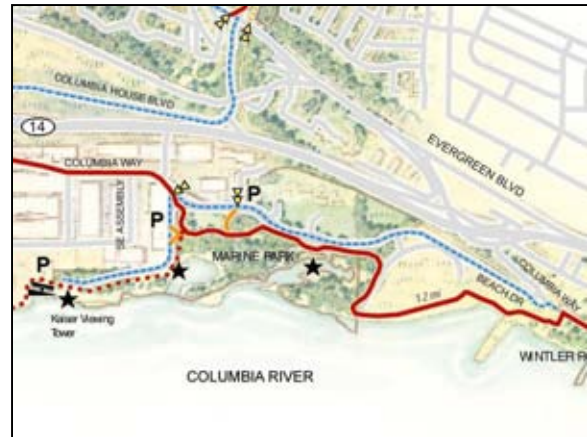 COLUMBIA HOUSE BLVD
14
EVERGREEN BLVD
COLUMBIA WAY
SE ASSEMBLY
P
P
P
MARINE PARK
1.2 mi
BEACH DR
COLUMBIA WAY
Kaiser Viewing
Tower
WINTLER
COLUMBIA RIVER